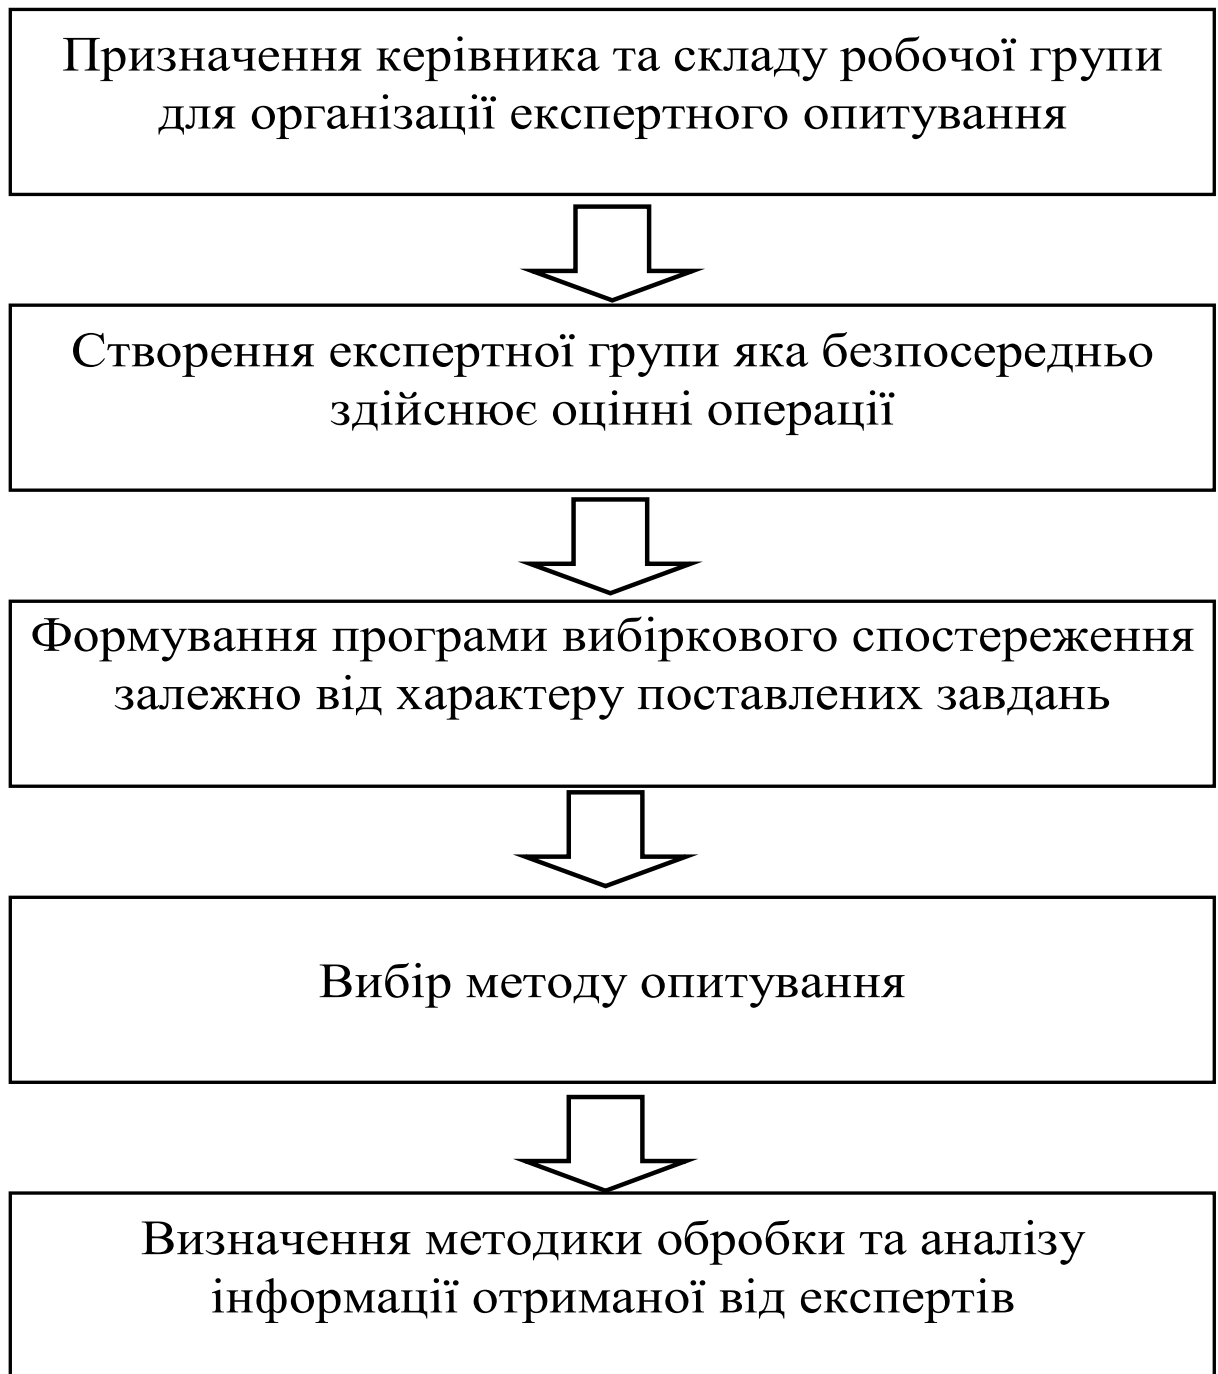 Призначення керівника та складу робочої групи
для організації експертного опитування
Створення експертної групи яка безпосередньо
здійснює оцінні операції
Формування програми вибіркового спостереження
залежно від характеру поставлених завдань
Вибір методу опитування
Визначення методики обробки та аналізу
інформації отриманої від експертів